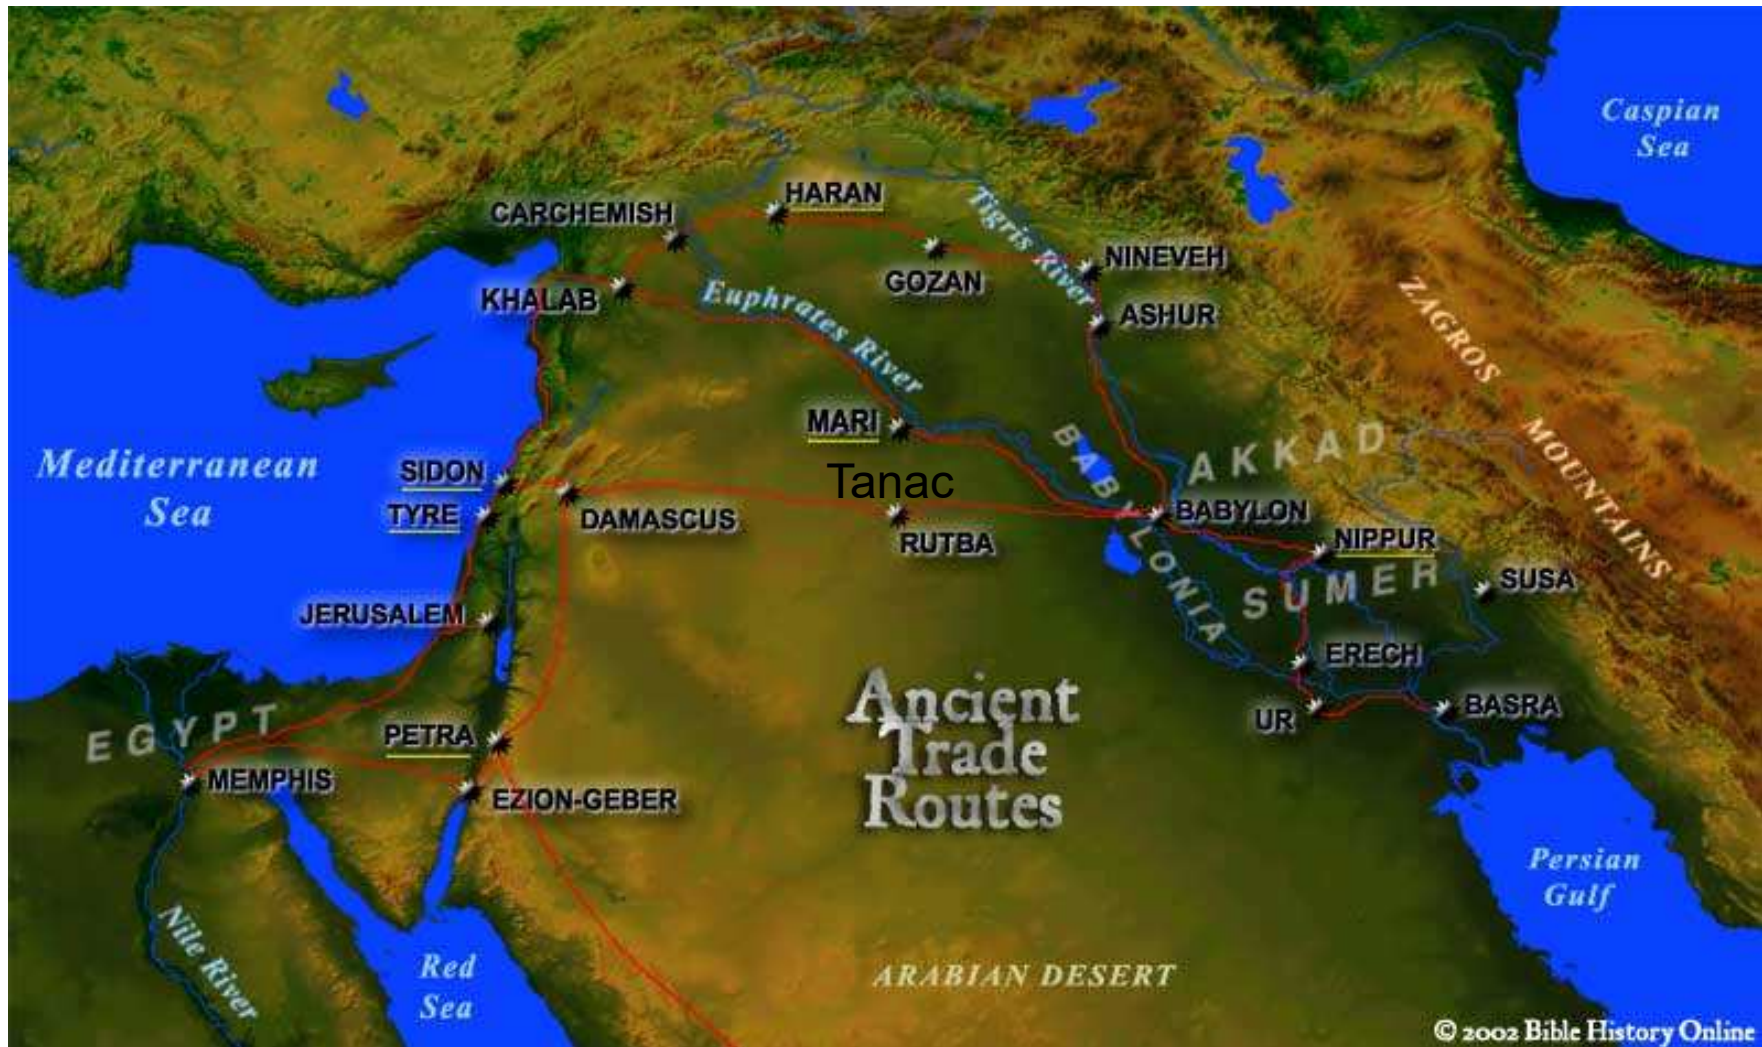 Caspian
Sea
HARAN
CARCHEMISH
Tigris River
NINEVEH
GOZAN
KHALAB
Euphrates River
ASHUR
ZAGROS
MOUNTAINS
MARI
BABYLONIA
AKKAD
Mediterranean
Sea
SIDON
Tanac
TYRE
DAMASCUS
BABYLON
RUTBA
NIPPUR
SUSA
SUMER
JERUSALEM
ERECH
Ancient
Trade
Routes
UR
BASRA
EGYPT
PETRA
MEMPHIS
EZION-GEBER
Persian
Gulf
Nile River
Red
Sea
ARABIAN DESERT
© 2002 Bible History Online